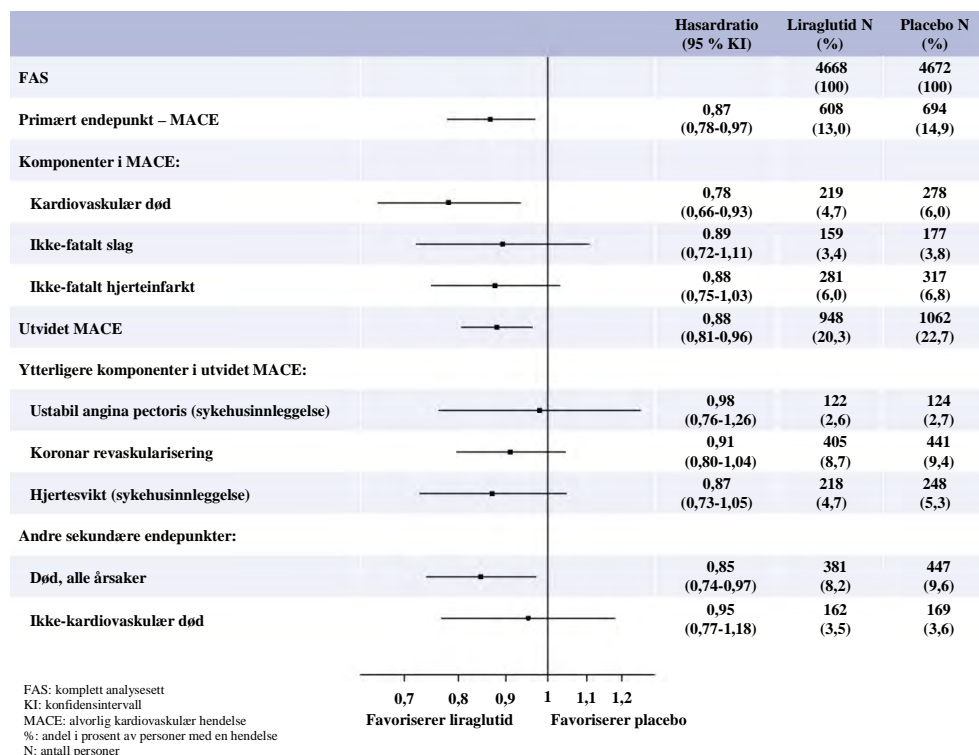 Hasardratio Liraglutid N Placebo N
(95 % KI) (%) (%)
FAS 4668 4672
(100) (100)
Primært endepunkt – MACE 0,87 608 694
(0,78-0,97) (13,0) (14,9)
Komponenter i MACE:
Kardiovaskulær død 0,78 219 278
(0,66-0,93) (4,7) (6,0)
Ikke-fatalt slag 0.89 159 177
(0,72-1,11) (3,4) (3,8)
Ikke-fatalt hjerteinfarkt 0,88 281 317
(0,75-1,03) (6,0) (6,8)
Utvidet MACE 0,88 948 1062
(0,81-0,96) (20,3) (22,7)
Ytterligere komponenter i utvidet MACE:
Ustabil angina pectoris (sykehusinnleggelse) 0,98 122 124
(0,76-1,26) (2,6) (2,7)
Koronar revaskularisering 0,91 405 441
(0,80-1,04) (8,7) (9,4)
Hjertesvikt (sykehusinnleggelse) 0,87 218 248
(0,73-1,05) (4,7) (5,3)
Andre sekundære endepunkter:
Død, alle årsaker 0,85 381 447
(0,74-0,97) (8,2) (9,6)
Ikke-kardiovaskulær død 0,95 162 169
(0,77-1,18) (3,5) (3,6)
0,7 0,8 0,9 1 1,1 1,2
Favoriserer liraglutid Favoriserer placebo
FAS: komplett analysesett
KI: konfidensintervall
MACE: alvorlig kardiovaskulær hendelse
%: andel i prosent av personer med en hendelse
N: antall personer